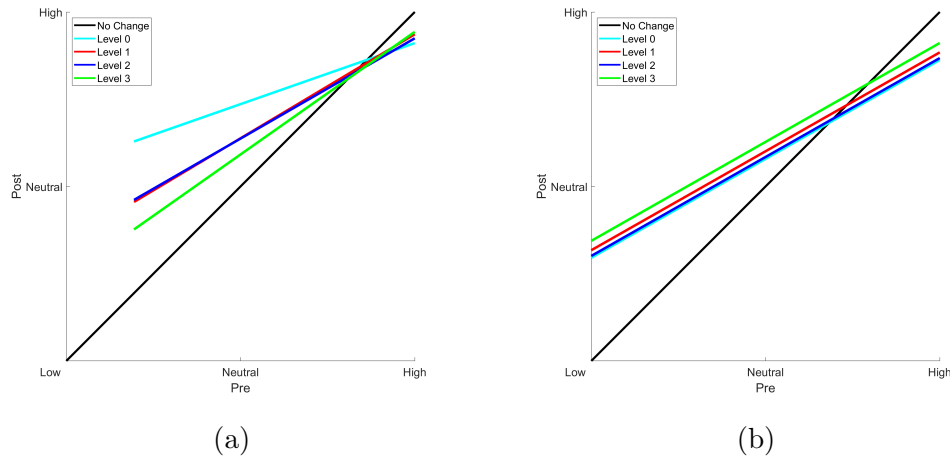 High
No Change
Level 0
Level 1
Level 2
Level 3
Post
Neutral
Low
Neutral
High
Pre
(a)
High
No Change
Level 0
Level 1
Level 2
Level 3
Post
Neutral
Low
Neutral
High
Pre
(b)